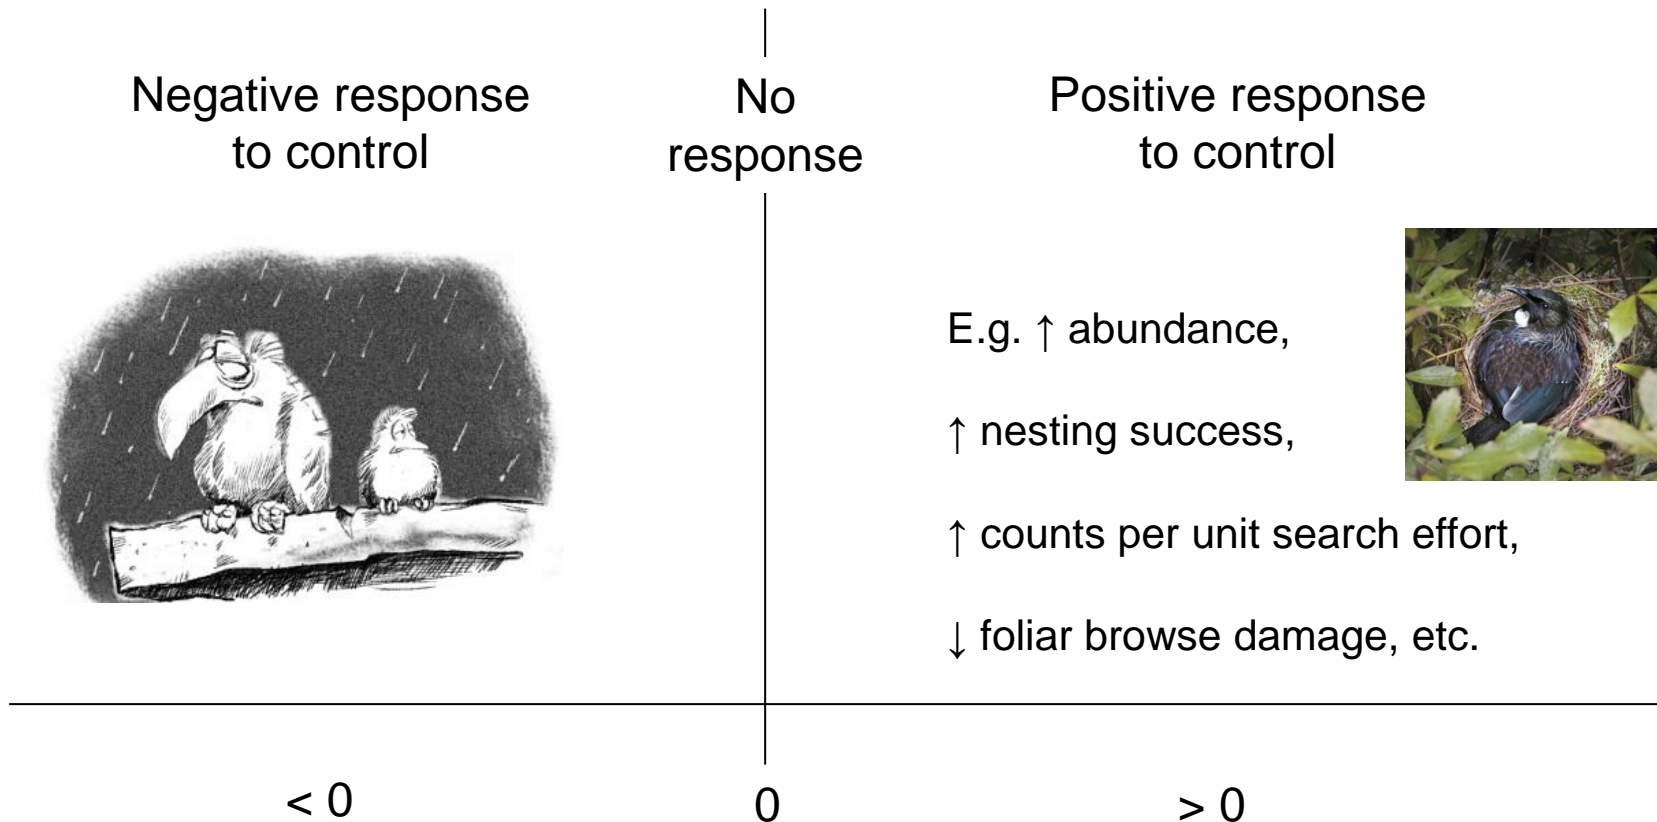 Negative response
to control
No
response
Positive response
to control
E.g. ↑ abundance,
↑ nesting success,
↑ counts per unit search effort,
↓ foliar browse damage, etc.
< 0
0
> 0